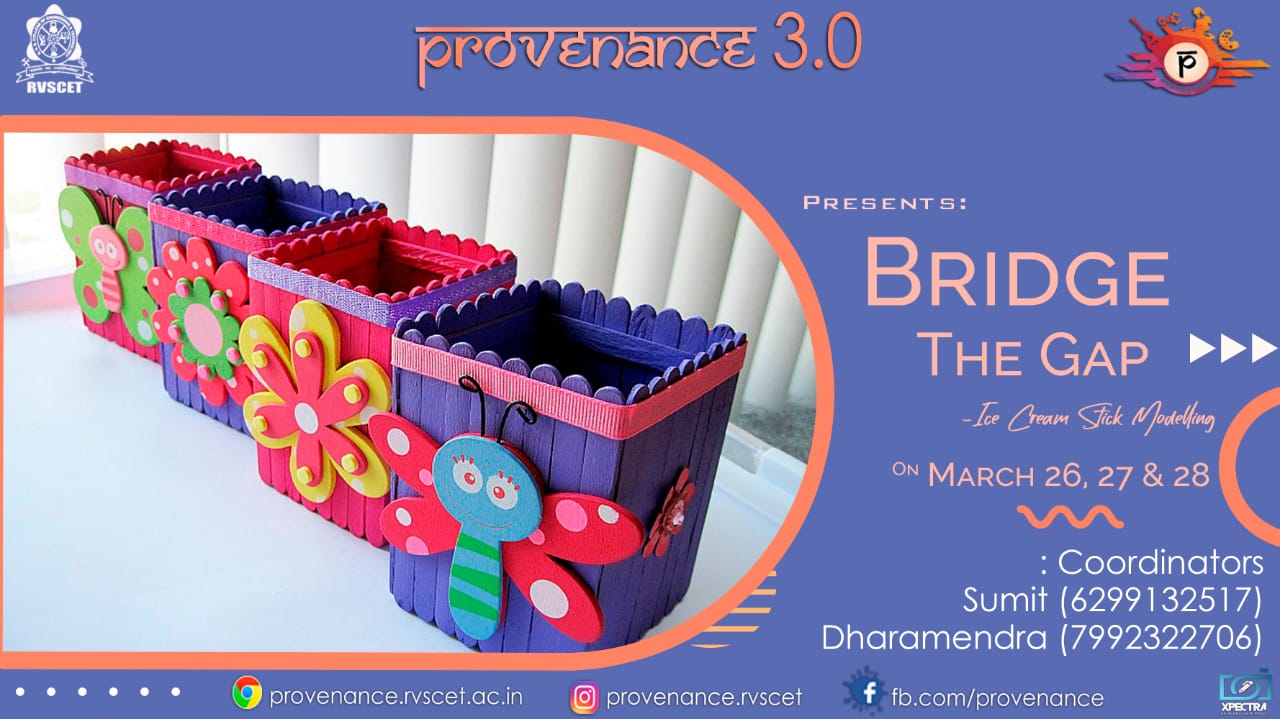 RVSCET
provenance 3.0
PRESENTS:
BRIDGE
THE GAP
-Ice Cream Stick Modelling
ON MARCH 26, 27 & 28
: Coordinators
Sumit (6299132517)
Dharamendra (7992322706)
provenance.rvscet.ac.in
provenance.rvscet
fb.com/provenance
XPECTRA